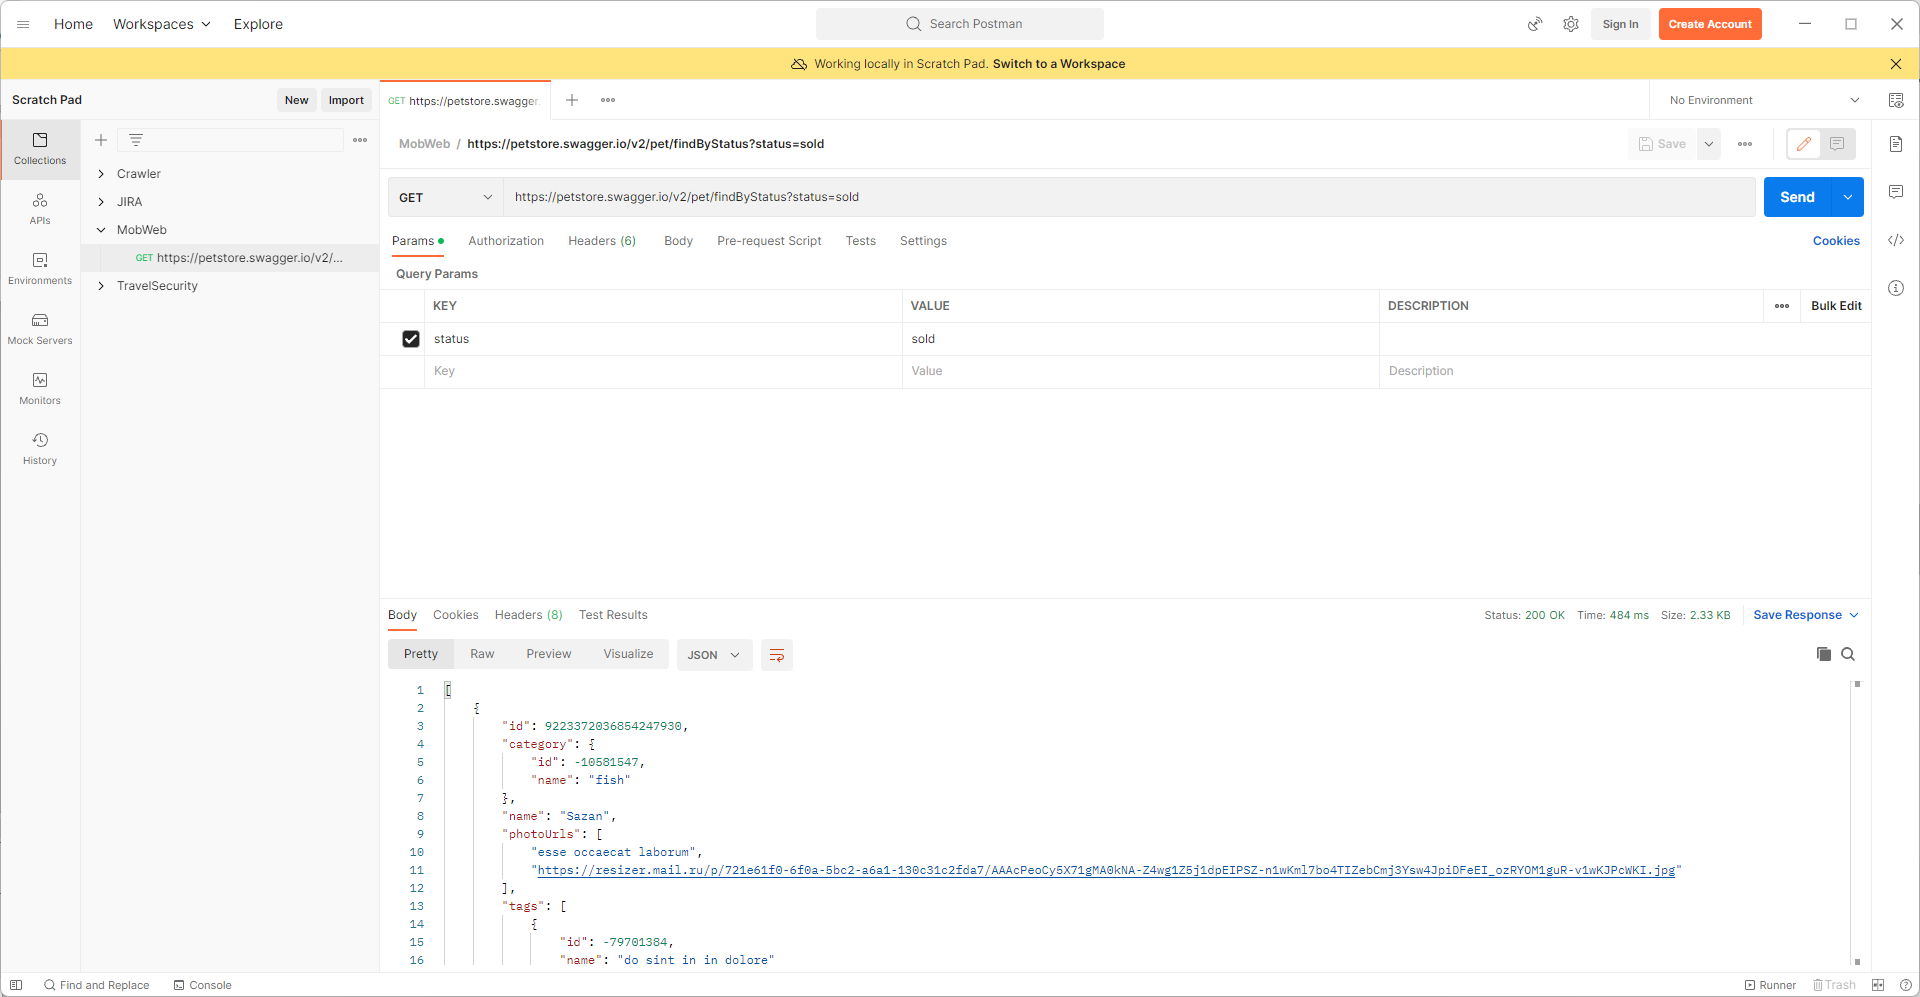 Home Workspaces Explore Search Postman Sign In Create Account
Working locally in Scratch Pad. Switch to a Workspace
Scratch Pad New Import GET https://petstore.swagger. No Environment
MobWeb / https://petstore.swagger.io/v2/pet/findByStatus?status=sold Save
Collections
APIs
Environments
Mock Servers
Monitors
History
Crawler
JIRA
MobWeb
GET https://petstore.swagger.io/v2/...
TravelSecurity
GET https://petstore.swagger.io/v2/pet/findByStatus?status=sold Send
Params Authorization Headers (6) Body Pre-request Script Tests Settings Cookies
Query Params
KEY VALUE DESCRIPTION Bulk Edit
status sold
Key Value Description
Body Cookies Headers (8) Test Results Status: 200 OK Time: 484 ms Size: 2.33 KB Save Response
Pretty Raw Preview Visualize JSON
1 [
2 {
3 "id": 9223372036854247930,
4 "category": {
5 "id": -10581547,
6 "name": "fish"
7 },
8 "name": "Sazan",
9 "photoUrls": [
10 "esse occaecat laborum",
11 "https://resizer.mail.ru/p/721e61f0-6f0a-5bc2-a6a1-130c31c2fda7/AAAcPeoCy5X71gMA0kNA-Z4wg1Z5j1dpEIPSZ-n1wKml7bo4TIZebCmj3Ysw4JpiDFeEI_ozRYOM1guR-v1wKJPcWKI.jpg"
12 ],
13 "tags": [
14 {
15 "id": -79701384,
16 "name": "do sint in in dolore"
Find and Replace Console Runner Trash